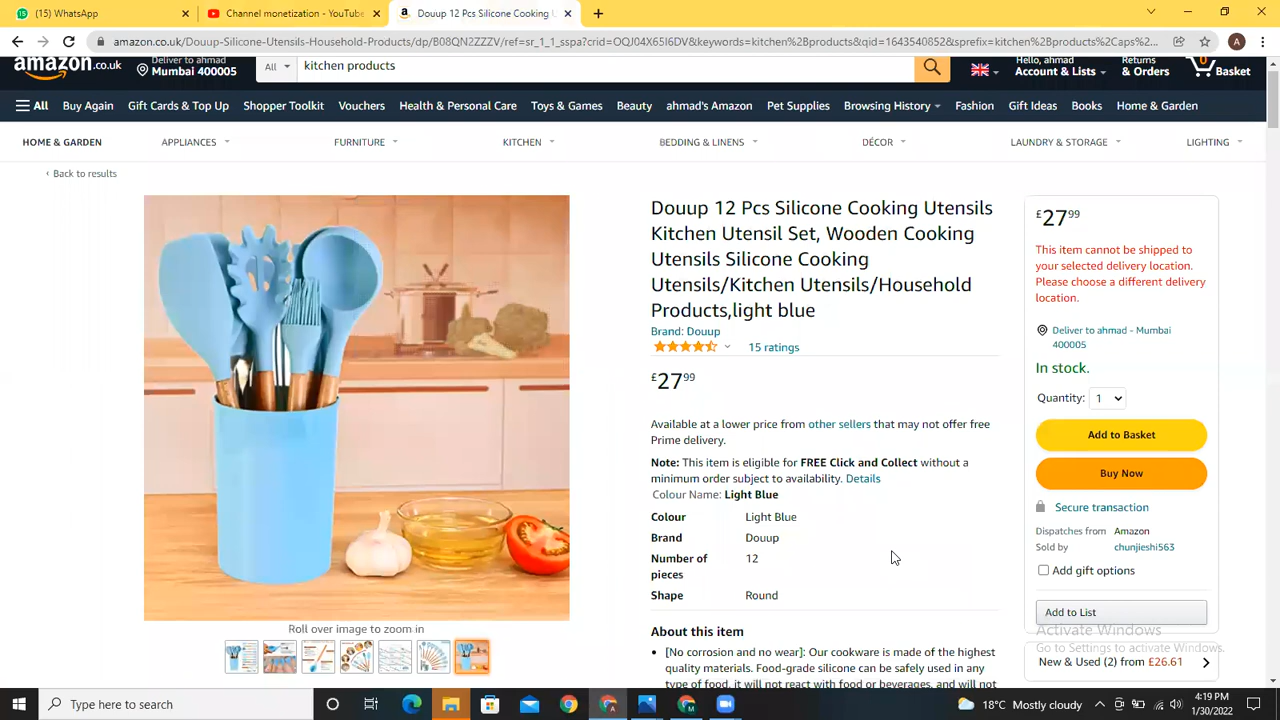 (15) WhatsApp
Channel monetization - YouTube
Douup 12 Pcs Silicone Cooking U
amazon.co.uk/Douup-Silicone-Utensils-Household-Products/dp/B08QN2ZZZV/ref=sr_1_1_sspa?crid=OQJ04X65I6DV&keywords=kitchen%2Bproducts&qid=1643540852&sprefix=kitchen%2Bproducts%2Caps%2C...
A
amazon.co.uk
Deliver to ahmad
Mumbai 400005
All
kitchen products
Hello, ahmad
Account & Lists
Returns
& Orders
0
Basket
All
Buy Again
Gift Cards & Top Up
Shopper Toolkit
Vouchers
Health & Personal Care
Toys & Games
Beauty
ahmad's Amazon
Pet Supplies
Browsing History
Fashion
Gift Ideas
Books
Home & Garden
HOME & GARDEN
APPLIANCES
FURNITURE
KITCHEN
BEDDING & LINENS
DÉCOR
LAUNDRY & STORAGE
LIGHTING
‹ Back to results
Roll over image to zoom in
Douup 12 Pcs Silicone Cooking Utensils
Kitchen Utensil Set, Wooden Cooking
Utensils Silicone Cooking
Utensils/Kitchen Utensils/Household
Products,light blue
Brand: Douup
15 ratings
£27.99
Available at a lower price from other sellers that may not offer free
Prime delivery.
Note: This item is eligible for FREE Click and Collect without a
minimum order subject to availability. Details
Colour Name: Light Blue
Colour Light Blue
Brand Douup
Number of pieces 12
Shape Round
About this item
• [No corrosion and no wear]: Our cookware is made of the highest
quality materials. Food-grade silicone can be safely used in any
type of food, it will not react with food or beverages, and will not
£27.99
This item cannot be shipped to
your selected delivery location.
Please choose a different delivery
location.
Deliver to ahmad - Mumbai
400005
In stock.
Quantity: 1
Add to Basket
Buy Now
Secure transaction
Dispatches from Amazon
Sold by chunjieshi563
Add gift options
Add to List
Activate Windows
Go to Settings to activate Windows.
New & Used (2) from £26.61
Type here to search
18°C Mostly cloudy
4:19 PM
1/30/2022